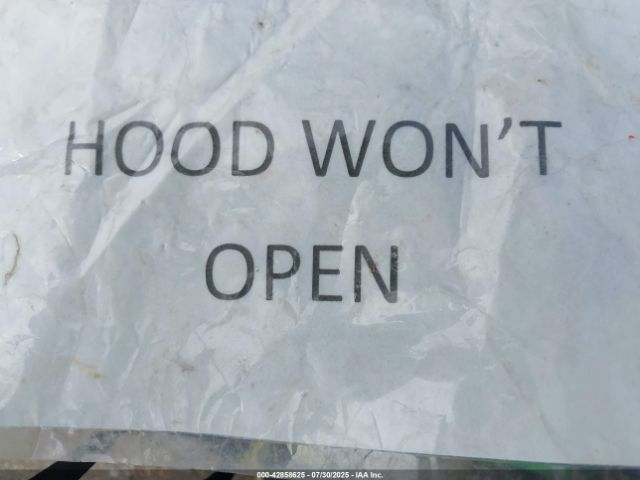 HOOD WON'T
OPEN
000-42858625 - 07/30/2025 - IAA Inc.